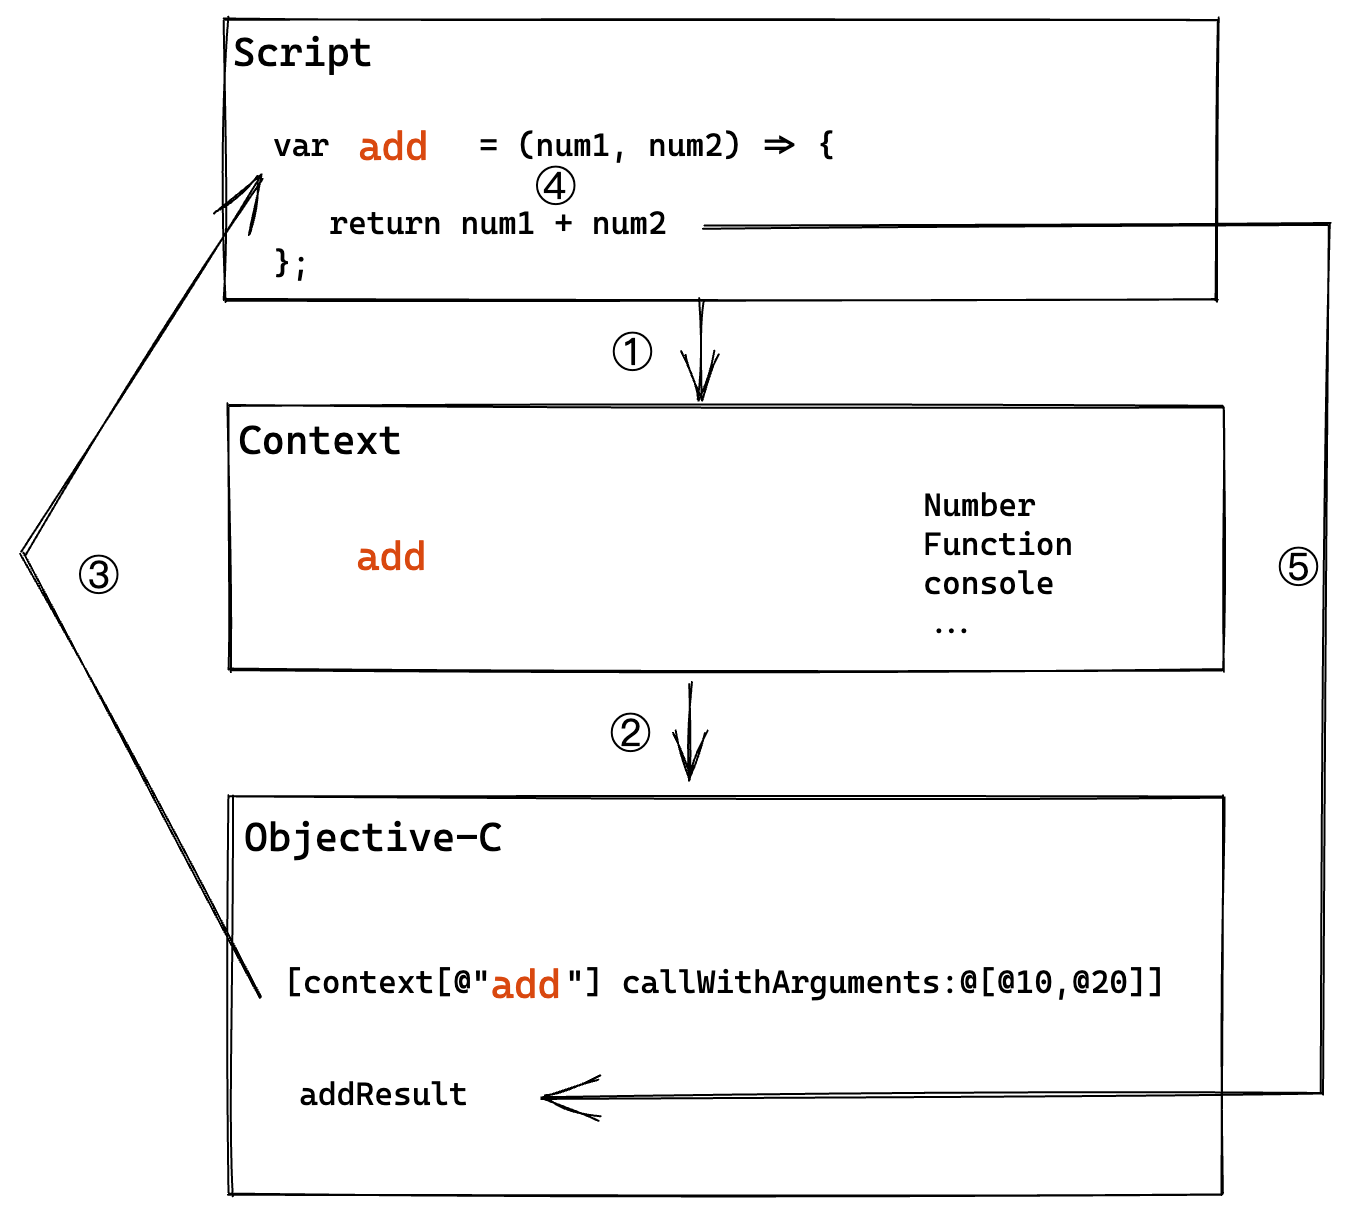 Script
var add = (num1, num2) => {
④
return num1 + num2
};
①
Context
Number
Function
add
console
...
③
⑤
②
Objective-C
[context[@"add"] callWithArguments:@[@10,@20]]
addResult